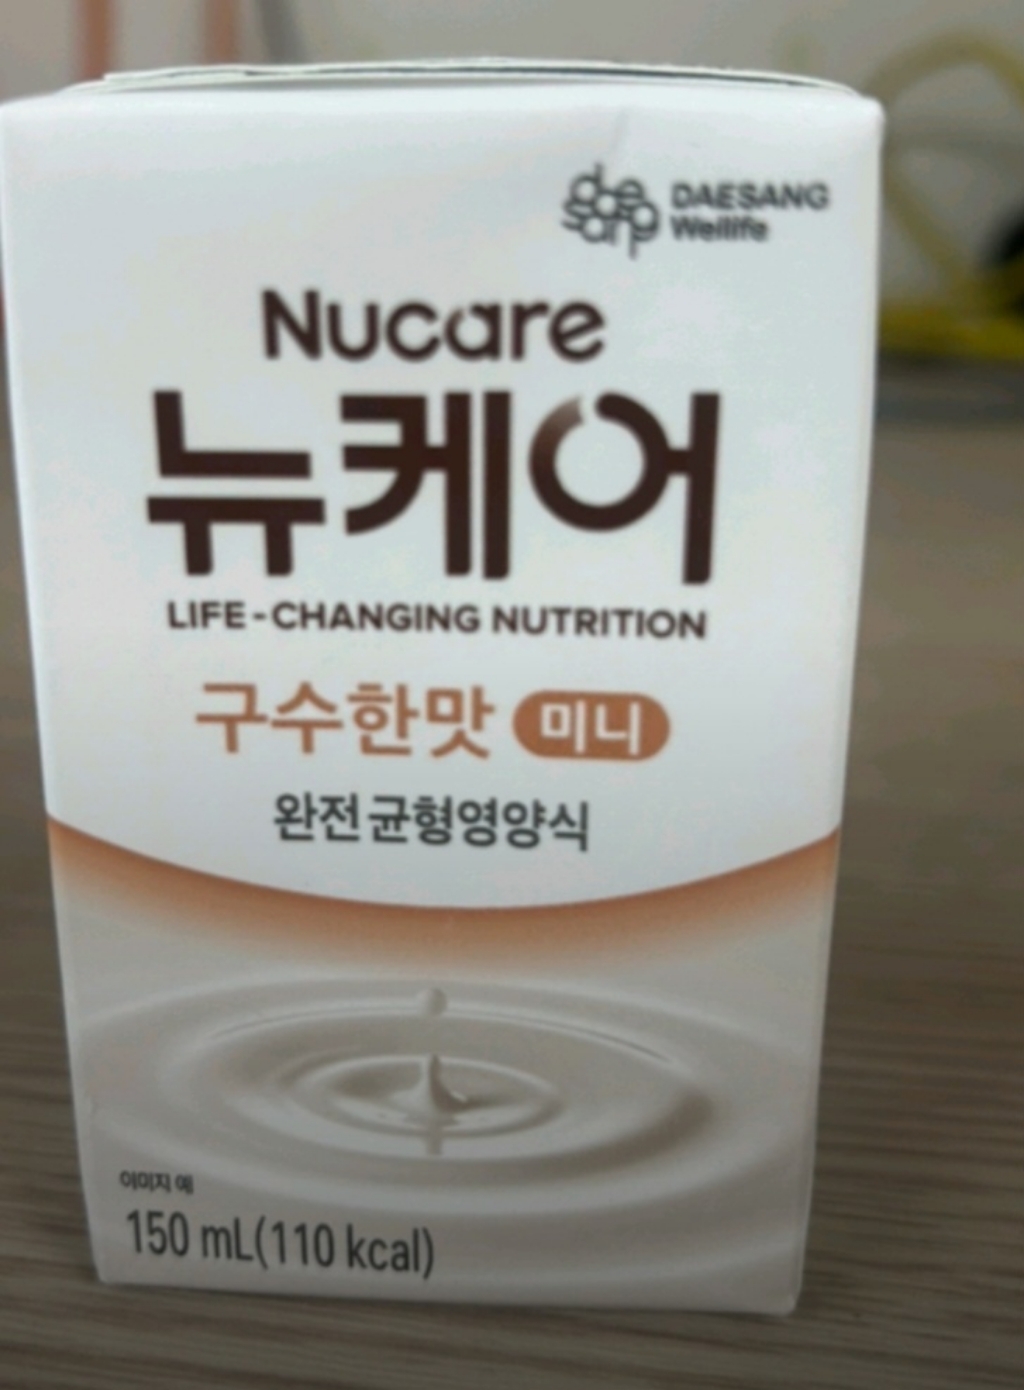 DAESANG
Wellife
Nucare
뉴케어
LIFE-CHANGING NUTRITION
구수한맛 미니
완전균형영양식
이미지 예
150 mL(110 kcal)